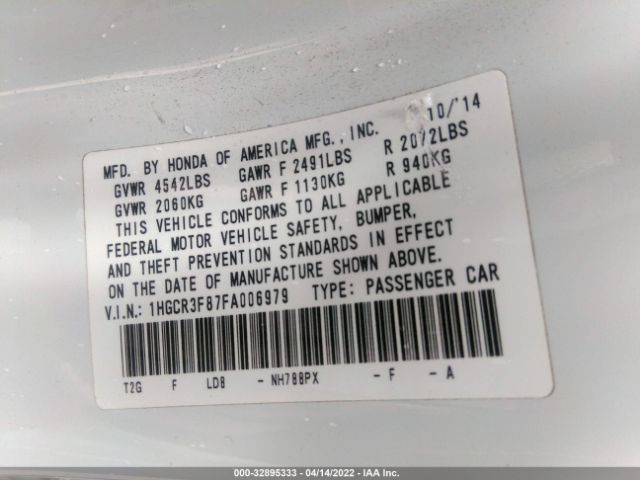 MFD. BY HONDA OF AMERICA MFG., INC. 10/'14
GVWR 4542LBS GAWR F 2491LBS R 2072LBS
GVWR 2060KG GAWR F 1130KG R 940KG
THIS VEHICLE CONFORMS TO ALL APPLICABLE
FEDERAL MOTOR VEHICLE SAFETY, BUMPER,
AND THEFT PREVENTION STANDARDS IN EFFECT
ON THE DATE OF MANUFACTURE SHOWN ABOVE.
V.I.N.: 1HGCR3F87FA006979 TYPE: PASSENGER CAR
T2G F LD8 - NH788PX - F - A
000-32895333 - 04/14/2022 - IAA